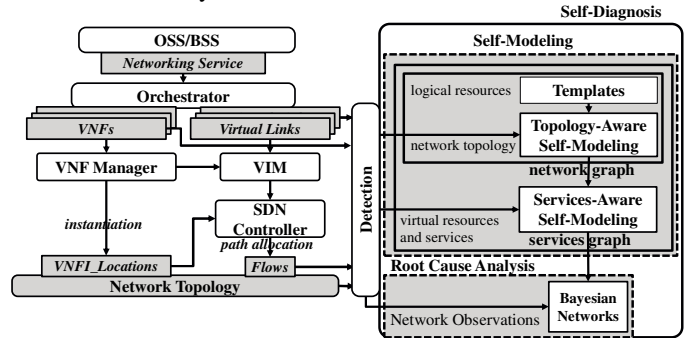 Self-Diagnosis
OSS/BSS
Self-Modeling
Networking Service
logical resources
Templates
Orchestrator
VNFs
Virtual Links
Topology-Aware
Self-Modeling
network topology
network graph
VNF Manager
VIM
Detection
Services-Aware
Self-Modeling
SDN
Controller
instantiation
virtual resources
and services
services graph
path allocation
VNFI_Locations
Flows
Root Cause Analysis
Network Topology
Bayesian
Networks
Network Observations